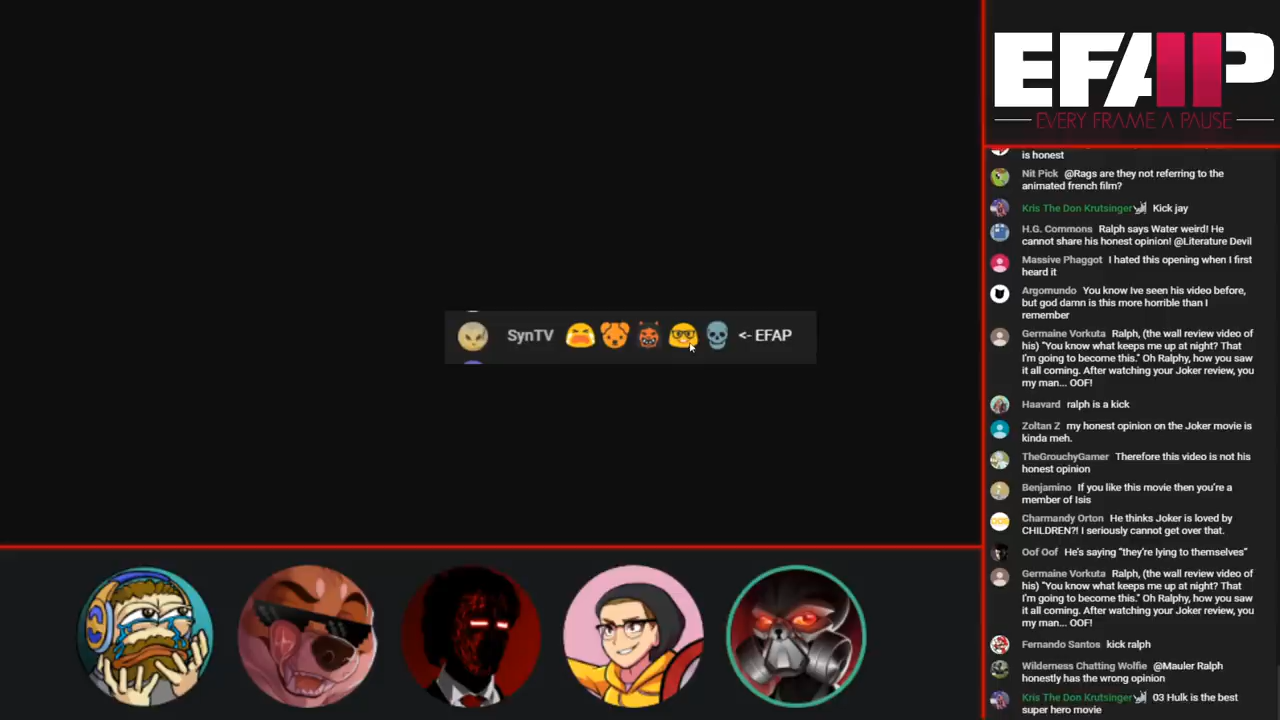 EFAP
EVERY FRAME A PAUSE
is honest
Nit Pick @Rags are they not referring to the
animated french film?
Kris The Don Krutsinger Kick jay
H.G. Commons Ralph says Water weird! He
cannot share his honest opinion! @Literature Devil
Massive Phaggot I hated this opening when I first
heard it
Argomundo You know Ive seen his video before,
but god damn is this more horrible than I
remember
Germaine Vorkuta Ralph, (the wall review video of
his) "You know what keeps me up at night? That
I'm going to become this." Oh Ralphy, how you saw
it all coming. After watching your Joker review, you
my man... OOF!
Haavard ralph is a kick
Zoltan Z my honest opinion on the Joker movie is
kinda meh.
TheGrouchyGamer Therefore this video is not his
honest opinion
Benjamino If you like this movie then you're a
member of Isis
Charmandy Orton He thinks Joker is loved by
CHILDREN?! I seriously cannot get over that.
Oof Oof He's saying "they're lying to themselves"
Germaine Vorkuta Ralph, (the wall review video of
his) "You know what keeps me up at night? That
I'm going to become this." Oh Ralphy, how you saw
it all coming. After watching your Joker review, you
my man... OOF!
Fernando Santos kick ralph
Wilderness Chatting Wolfie @Mauler Ralph
honestly has the wrong opinion
Kris The Don Krutsinger 03 Hulk is the best
super hero movie
SynTV 😫🐶👹🤓💀 <- EFAP